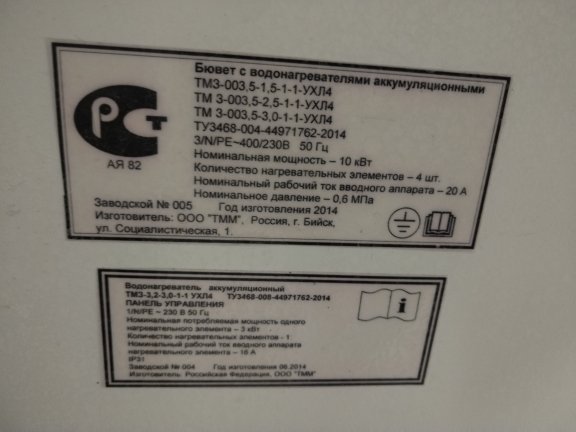 РСТ
АЯ 82
Бювет с водонагревателями аккумуляционными
ТМЗ-003,5-1,5-1-1-УХЛ4
ТМ 3-003,5-2,5-1-1-УХЛ4
ТМ 3-003,5-3,0-1-1-УХЛ4
ТУ3468-004-44971762-2014
3/N/PE~400/230В 50 Гц
Номинальная мощность – 10 кВт
Количество нагревательных элементов – 4 шт.
Номинальный рабочий ток вводного аппарата – 20 А
Номинальное давление – 0,6 МПа
Заводской № 005 Год изготовления 2014
Изготовитель: ООО "ТММ", Россия, г. Бийск,
ул. Социалистическая, 1.
Водонагреватель аккумуляционный
ТМЗ-3,2-3,0-1-1 УХЛ4 ТУ3468-008-44971762-2014
ПАНЕЛЬ УПРАВЛЕНИЯ
1/N/PE ~ 230 В 50 Гц
Номинальная потребляемая мощность одного
нагревательного элемента – 3 кВт
Количество нагревательных элементов - 1
Номинальный рабочий ток вводного аппарата
нагревательного элемента – 16 А
IP31
Заводской № 004 Год изготовления 06.2014
Изготовитель: Российская Федерация, ООО "ТММ"
i